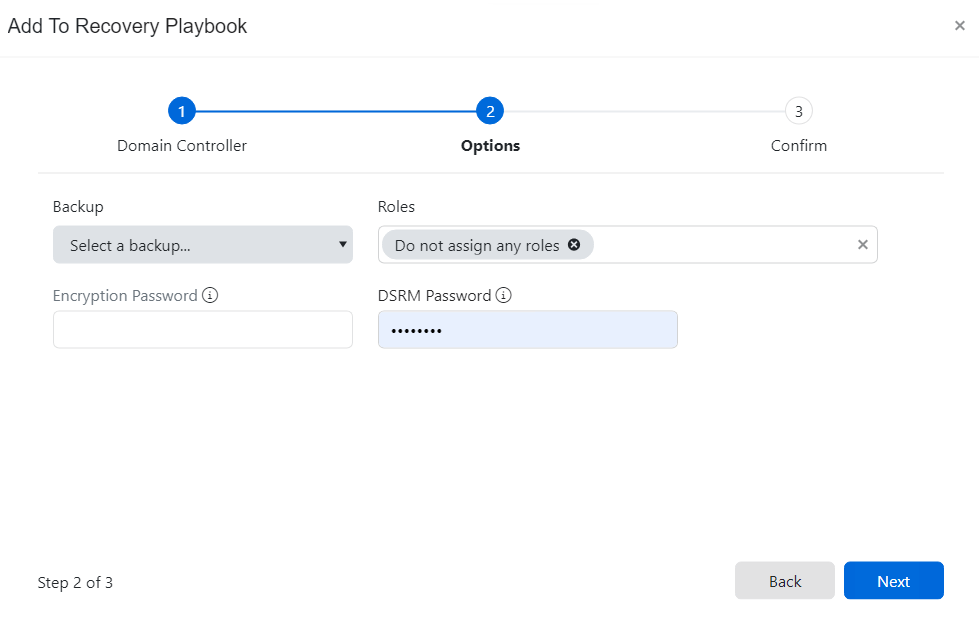 Add To Recovery Playbook
1 2 3
Domain Controller Options Confirm
Backup Roles
Select a backup... Do not assign any roles
Encryption Password DSRM Password
••••••••
Step 2 of 3 Back Next